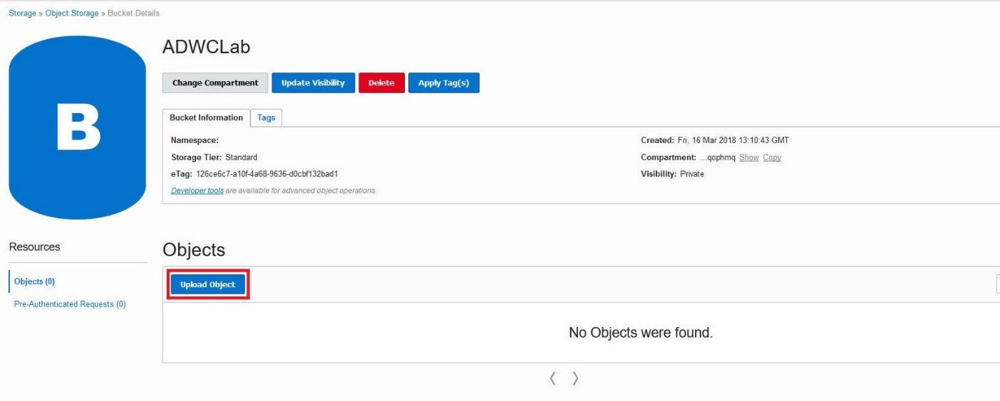 Storage » Object Storage » Bucket Details
B
ADWCLab
Change Compartment Update Visibility Delete Apply Tag(s)
Bucket Information Tags
Namespace:
Storage Tier: Standard
eTag: 126ce6c7-a10f-4a68-9636-d0cbf132bad1
Developer tools are available for advanced object operations.
Created: Fri, 16 Mar 2018 13:10:43 GMT
Compartment: ...qophmq Show Copy
Visibility: Private
Resources
Objects (0)
Pre-Authenticated Requests (0)
Objects
Upload Object
No Objects were found.